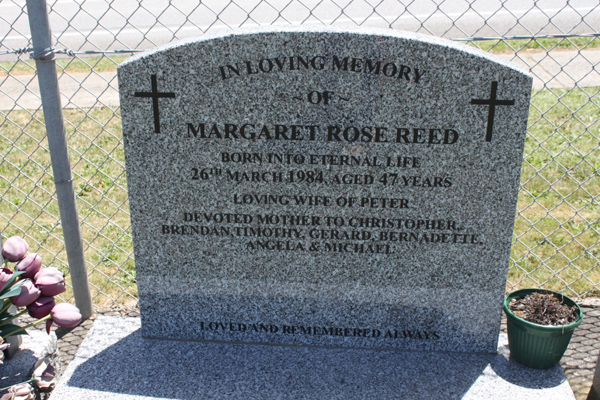 IN LOVING MEMORY
~ OF ~
MARGARET ROSE REED
BORN INTO ETERNAL LIFE
26TH MARCH 1984, AGED 47 YEARS
LOVING WIFE OF PETER
DEVOTED MOTHER TO CHRISTOPHER,
BRENDAN, TIMOTHY, GERARD, BERNADETTE,
ANGELA & MICHAEL
LOVED AND REMEMBERED ALWAYS